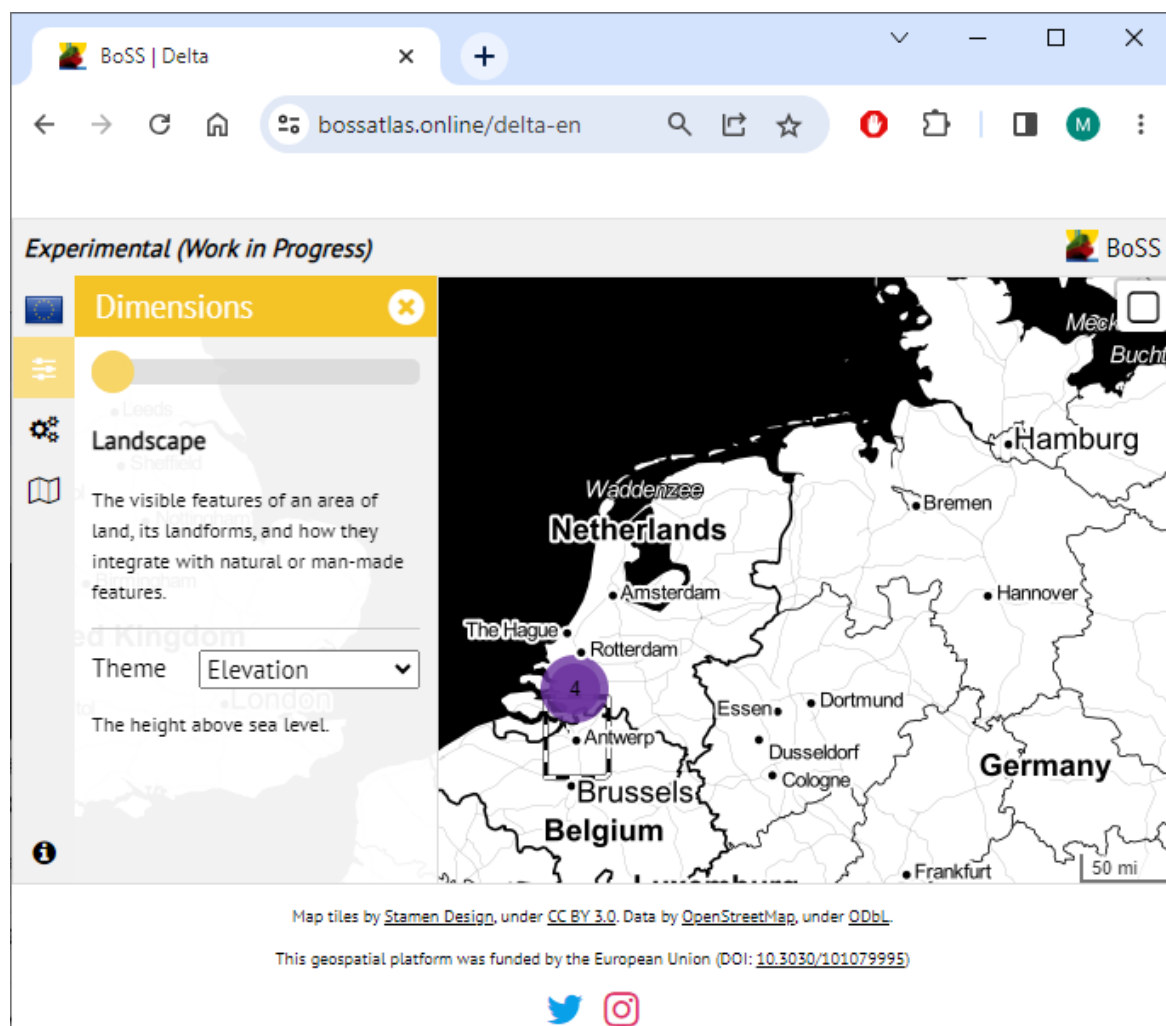 BoSS | Delta
bossatlas.online/delta-en
M
Experimental (Work in Progress)
BoSS
Dimensions
Leeds
Landscape
Sheffield
The visible features of an area of
land, its landforms, and how they
integrate with natural or man-made
Birmingham
features.
ed Kingdom
Theme
Elevation
London
The height above sea level.
Meck
Bucht
Hamburg
Waddenzee
Bremen
Netherlands
Amsterdam
Hannover
The Hague
Rotterdam
4
Essen
Dortmund
Antwerp
Dusseldorf
Germany
Cologne
Brussels
Belgium
Frankfurt
50 mi
Map tiles by Stamen Design, under CC BY 3.0. Data by OpenStreetMap, under ODbL.
This geospatial platform was funded by the European Union (DOI: 10.3030/101079995)